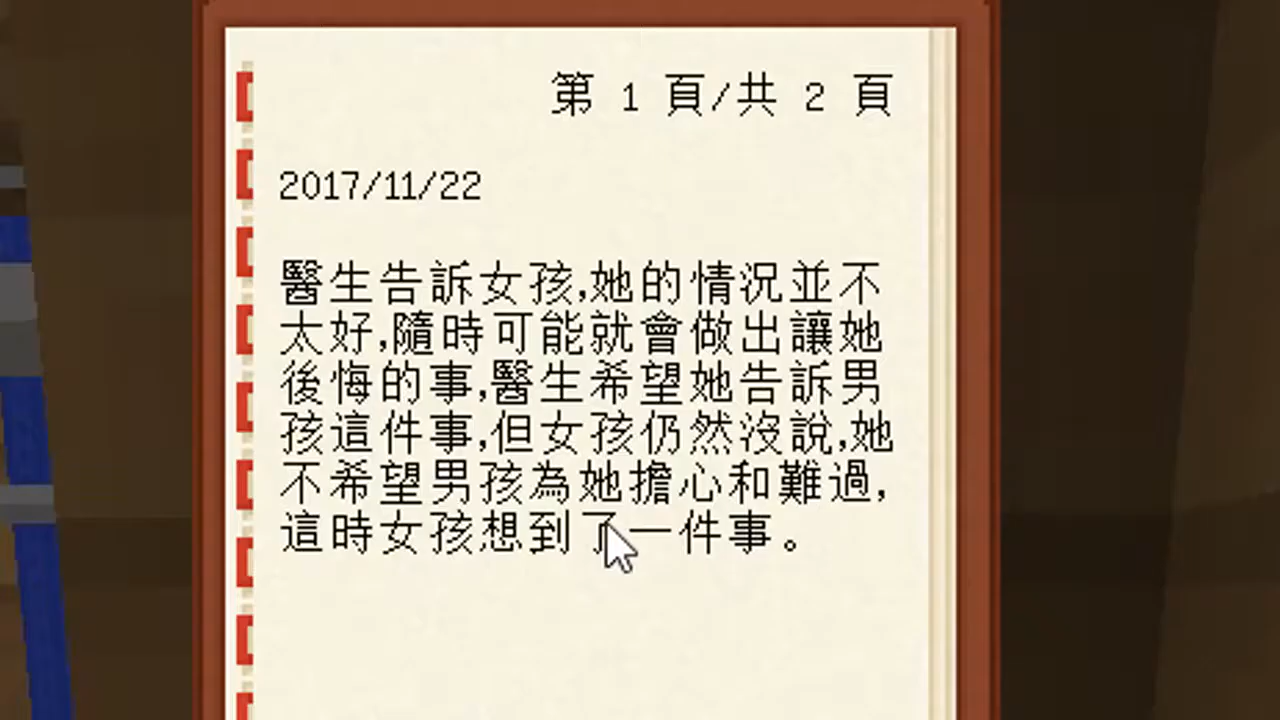 第 1 頁/共 2 頁
2017/11/22
醫生告訴女孩,她的情況並不
太好,隨時可能就會做出讓她
後悔的事,醫生希望她告訴男
孩這件事,但女孩仍然沒說,她
不希望男孩為她擔心和難過,
這時女孩想到了一件事。